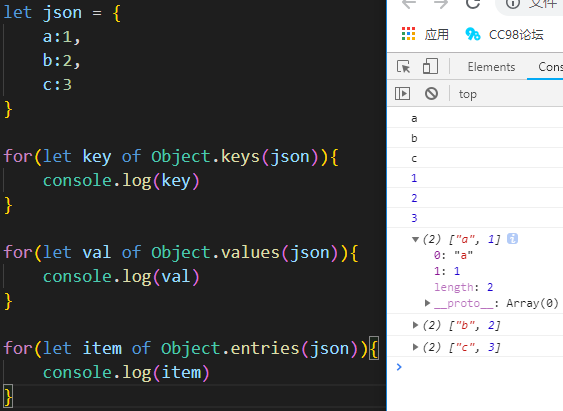 let json = {
    a:1,
    b:2,
    c:3
}
for(let key of Object.keys(json)){
    console.log(key)
}
for(let val of Object.values(json)){
    console.log(val)
}
for(let item of Object.entries(json)){
    console.log(item)
}
文件
应用 CC98论坛
Elements Cons
top
a
b
c
1
2
3
(2) ["a", 1]
0: "a"
1: 1
length: 2
__proto__: Array(0)
(2) ["b", 2]
(2) ["c", 3]